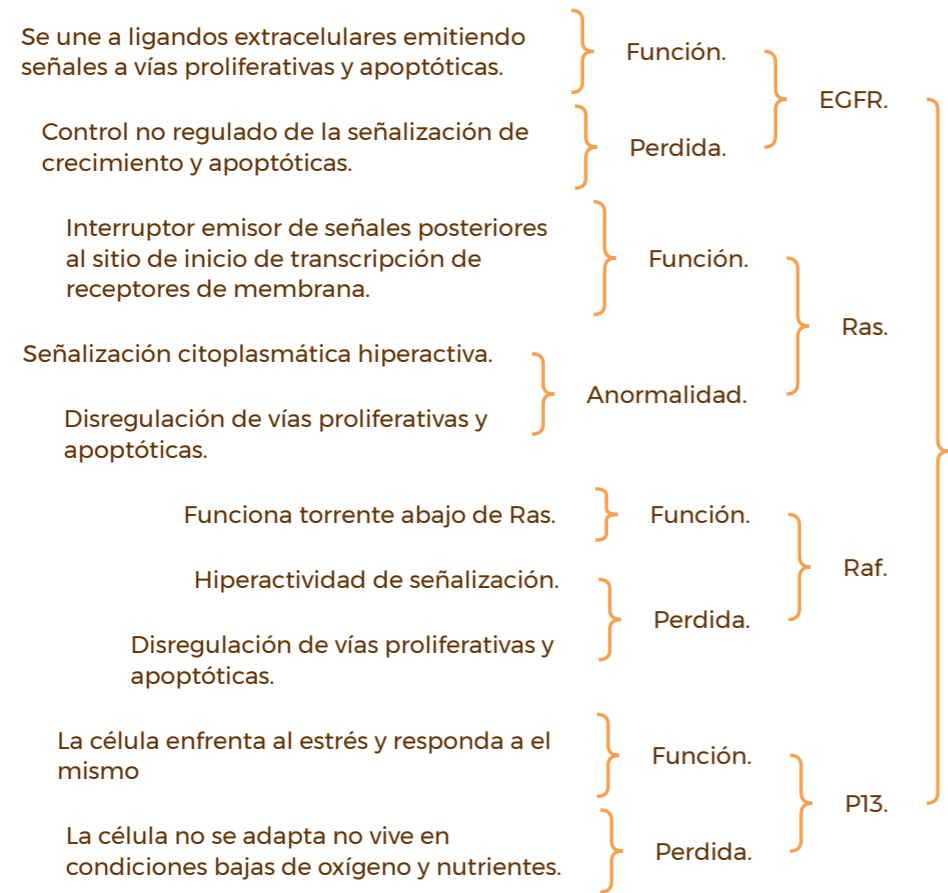 Se une a ligandos extracelulares emitiendo
señales a vías proliferativas y apoptóticas.
Función.
EGFR.
Control no regulado de la señalización de
crecimiento y apoptóticas.
Perdida.
Interruptor emisor de señales posteriores
al sitio de inicio de transcripción de
receptores de membrana.
Función.
Ras.
Señalización citoplasmática hiperactiva.
Anormalidad.
Disregulación de vías proliferativas y
apoptóticas.
Funciona torrente abajo de Ras.
Función.
Raf.
Hiperactividad de señalización.
Perdida.
Disregulación de vías proliferativas y
apoptóticas.
La célula enfrenta al estrés y responda a el
mismo
Función.
P13.
La célula no se adapta no vive en
condiciones bajas de oxígeno y nutrientes.
Perdida.